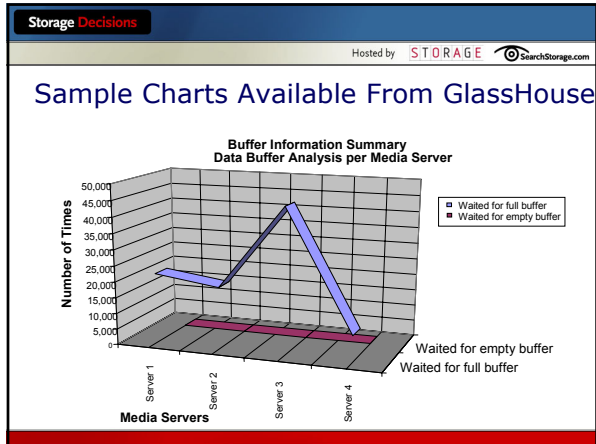 Storage Decisions
Hosted by STORAGE SearchStorage.com
Sample Charts Available From GlassHouse
Buffer Information Summary
Data Buffer Analysis per Media Server
50,000
45,000
40,000
35,000
30,000
25,000
20,000
15,000
10,000
5,000
0
Number of Times
Waited for full buffer
Waited for empty buffer
Waited for empty buffer
Waited for full buffer
Server 1
Server 2
Server 3
Server 4
Media Servers